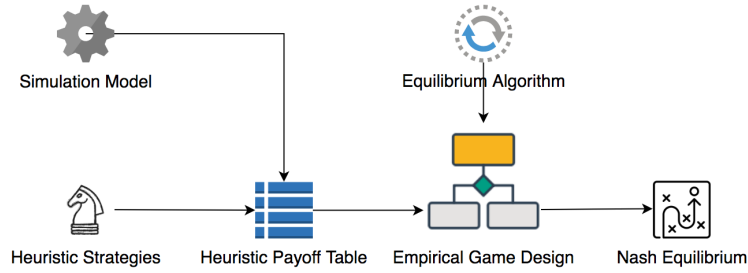 Simulation Model
Equilibrium Algorithm
Heuristic Strategies
Heuristic Payoff Table
Empirical Game Design
Nash Equilibrium